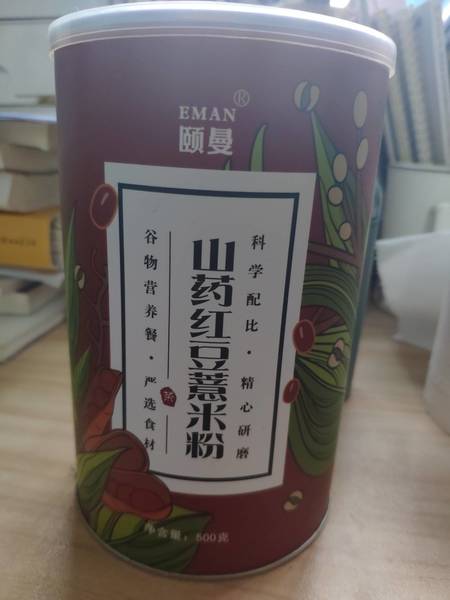 EMAN®
颐曼
科学配比·精心研磨
山药红豆薏米粉
谷物营养餐·严选食材
净含量：500克